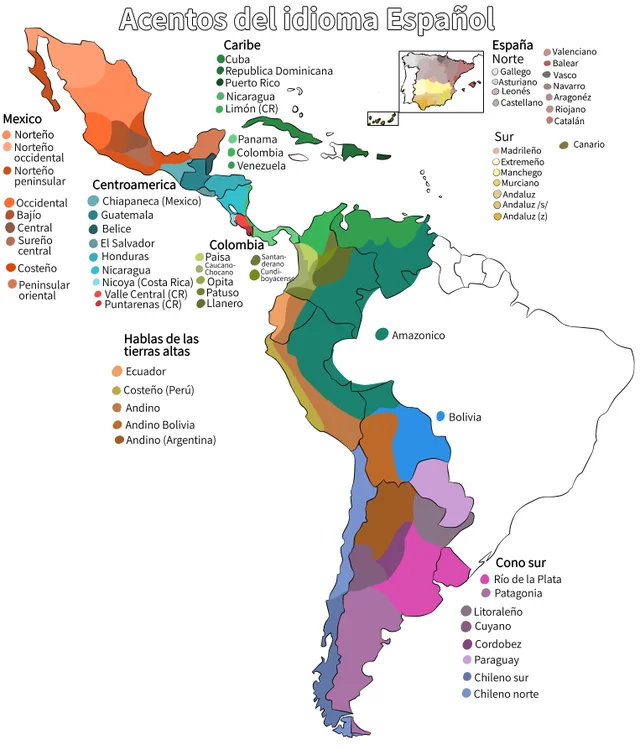 Acentos del idioma Español
Caribe
Cuba
Republica Dominicana
Puerto Rico
Nicaragua
Limón (CR)
Panama
Colombia
Venezuela
España
Norte
Gallego
Asturiano
Leonés
Castellano
Valenciano
Balear
Vasco
Navarro
Aragonéz
Riojano
Catalán
Sur
Madrileño
Extremeño
Manchego
Murciano
Andaluz
Andaluz /s/
Andaluz (z)
Canario
Mexico
Norteño
Norteño
occidental
Norteño
peninsular
Occidental
Bajío
Central
Sureño
central
Costeño
Peninsular
oriental
Centroamerica
Chiapaneca (Mexico)
Guatemala
Belice
El Salvador
Honduras
Nicaragua
Nicoya (Costa Rica)
Valle Central (CR)
Puntarenas (CR)
Colombia
Paisa
Caucano-
Chocano
Opita
Patuso
Llanero
Santan-
derano
Cundi-
boyacense
Hablas de las
tierras altas
Ecuador
Costeño (Perú)
Andino
Andino Bolivia
Andino (Argentina)
Amazonico
Bolivia
Cono sur
Río de la Plata
Patagonia
Litoraleño
Cuyano
Cordobez
Paraguay
Chileno sur
Chileno norte